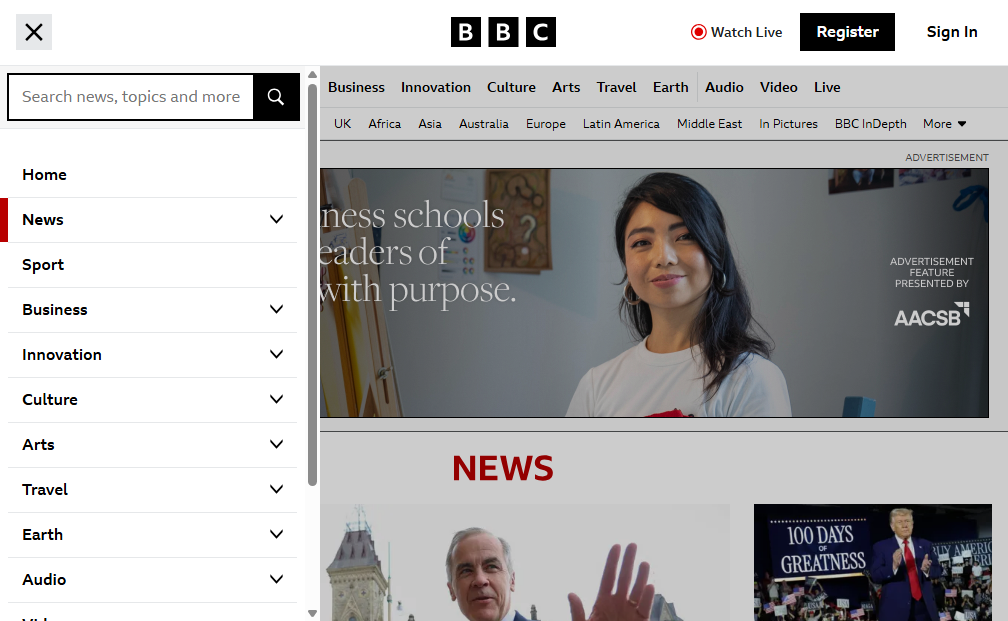 BBC
Watch Live
Register
Sign In
Search news, topics and more
Business Innovation Culture Arts Travel Earth Audio Video Live
UK Africa Asia Australia Europe Latin America Middle East In Pictures BBC InDepth More
Home
News
Sport
Business
Innovation
Culture
Arts
Travel
Earth
Audio
ADVERTISEMENT
ness schools
eaders of
with purpose.
ADVERTISEMENT
FEATURE
PRESENTED BY
AACSB
NEWS
100 DAYS
OF
GREATNESS